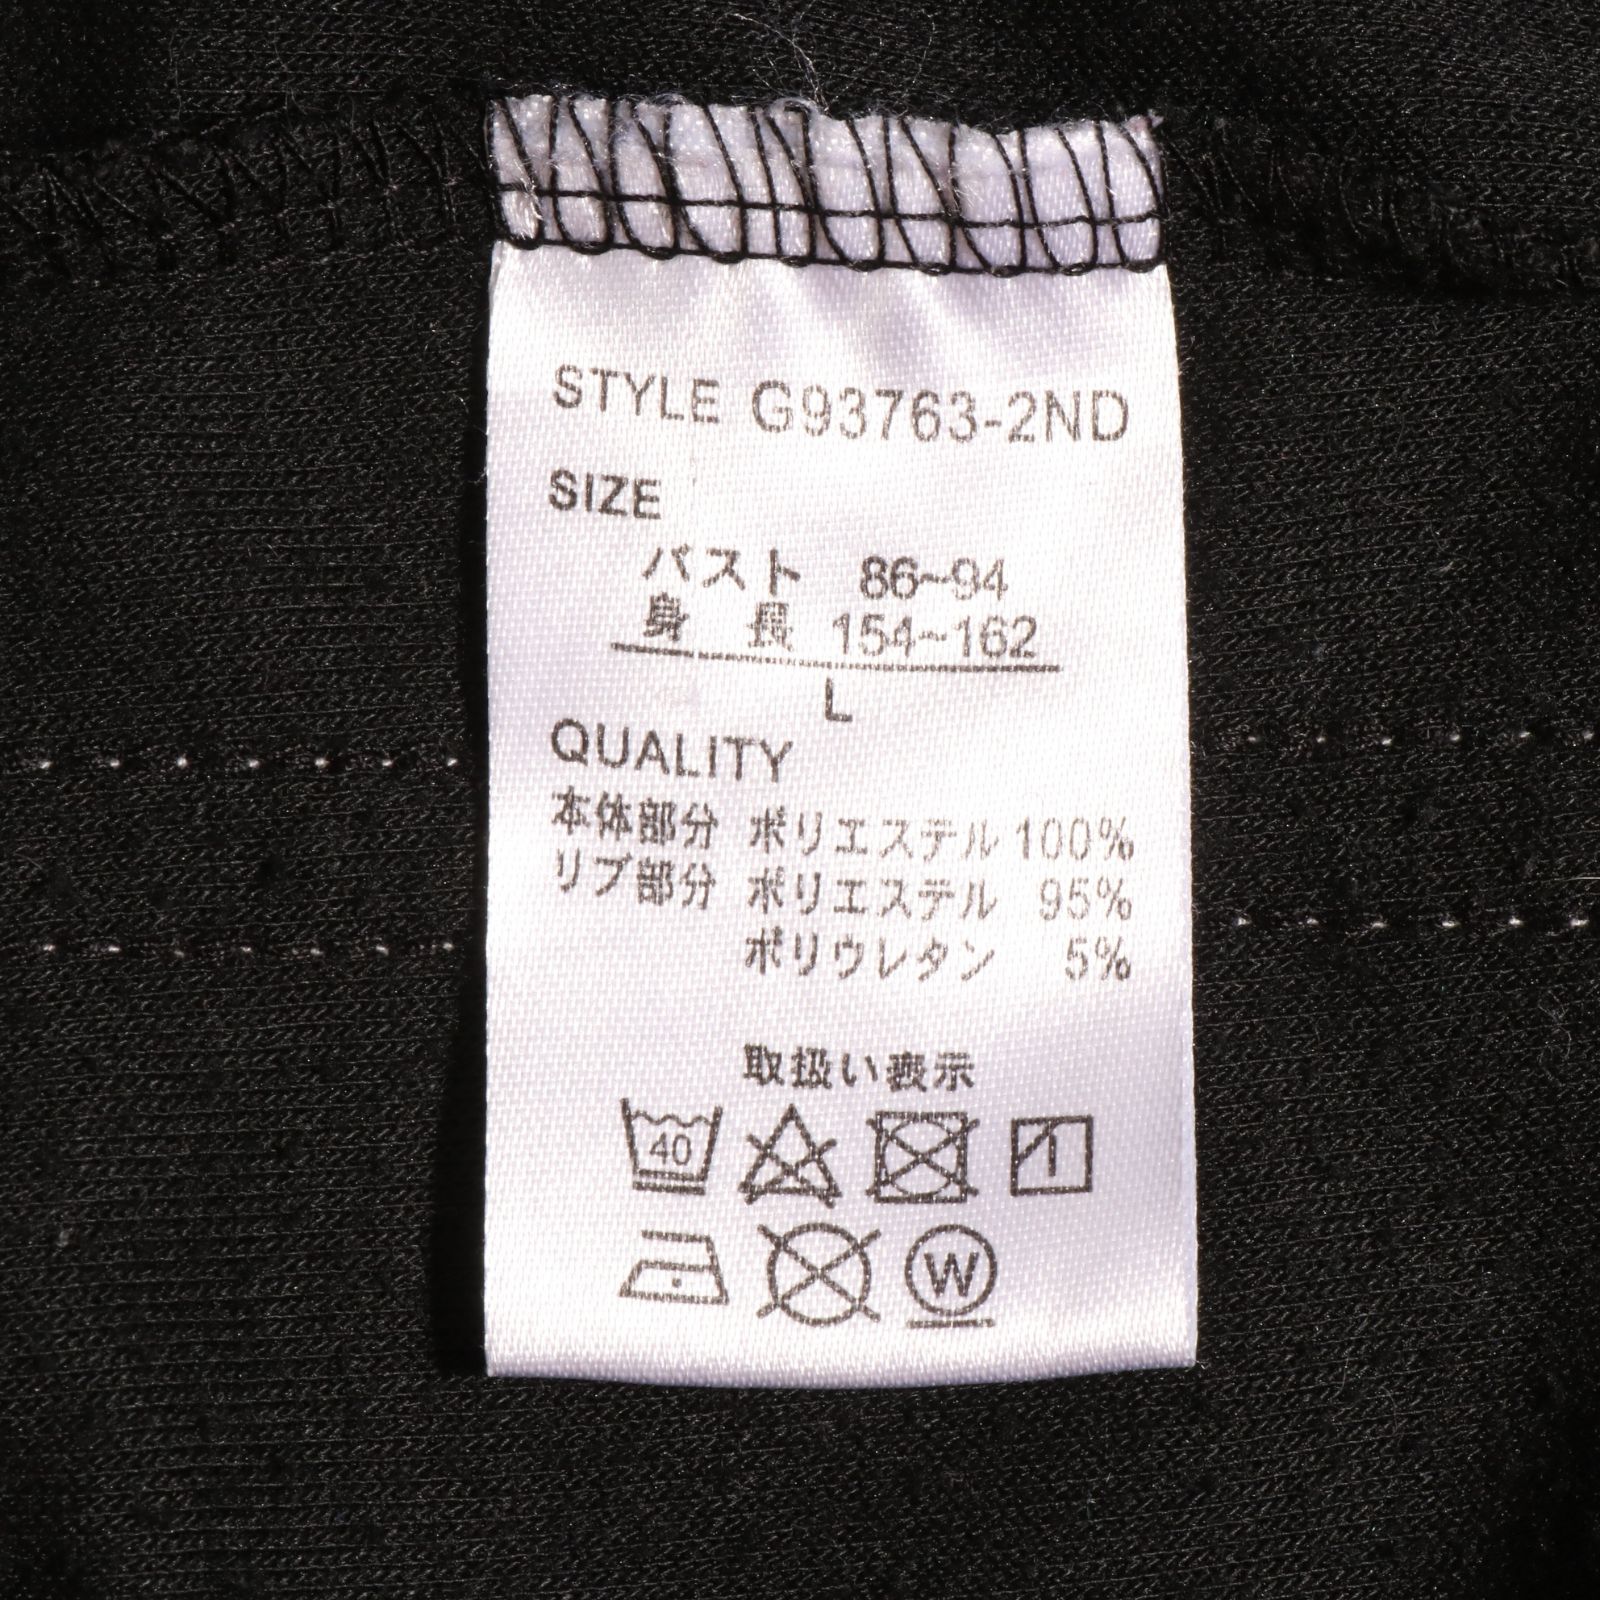 STYLE G93763-2ND
SIZE
バスト 86~94
身 長 154~162
L
QUALITY
本体部分 ポリエステル 100%
リブ部分 ポリエステル 95%
ポリウレタン 5%
取扱い表示
40
W